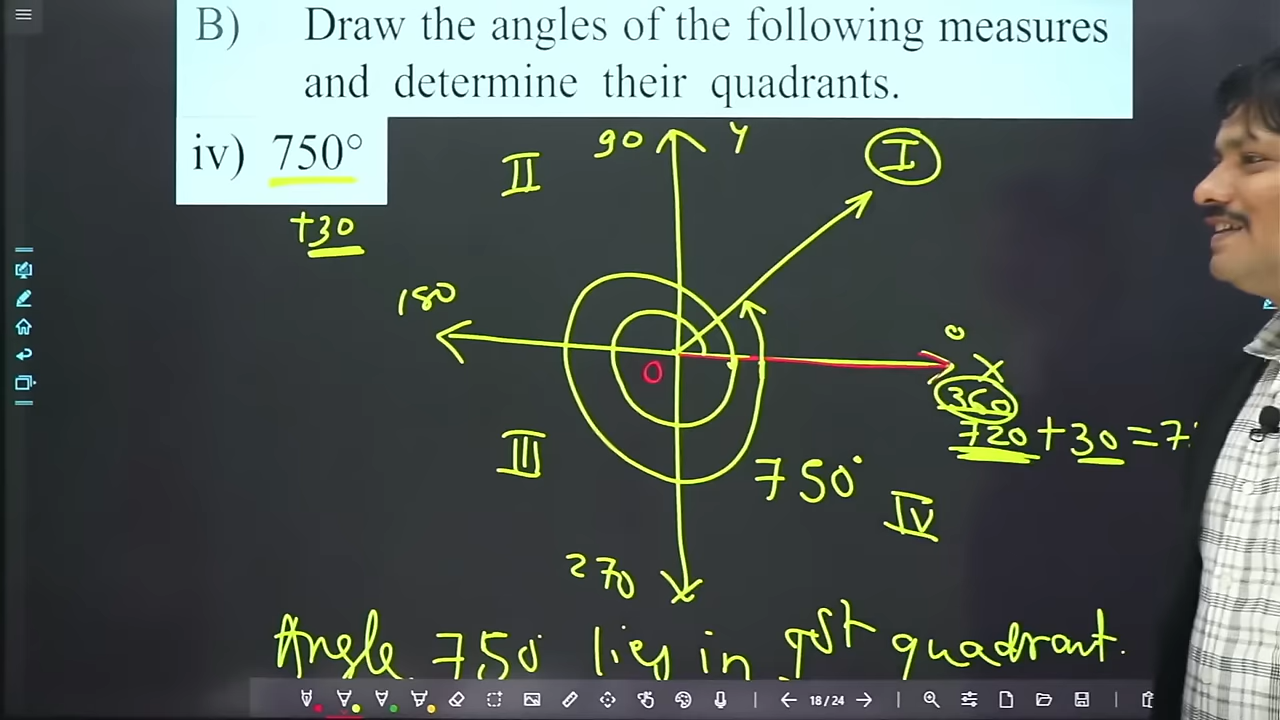 B) Draw the angles of the following measures
and determine their quadrants.
iv) 750°
+30
II
90
Y
I
180
0
X
360
O
720+30=7
III
750°
IV
270
Angle 750° lies in Ist quadrant.
18/24